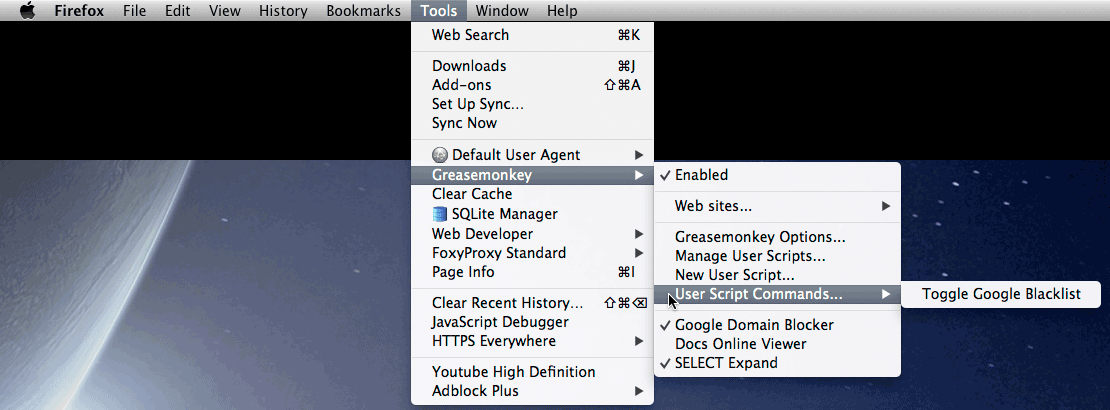 Firefox File Edit View History Bookmarks Tools Window Help
Web Search ⌘K
Downloads ⌘J
Add-ons ⇧⌘A
Set Up Sync...
Sync Now
Default User Agent
Greasemonkey
Clear Cache
SQLite Manager
Web Developer
FoxyProxy Standard
Page Info ⌘I
Clear Recent History... ⇧⌘⌫
JavaScript Debugger
HTTPS Everywhere
Youtube High Definition
Adblock Plus
✓ Enabled
Web sites...
Greasemonkey Options...
Manage User Scripts...
New User Script...
User Script Commands...
✓ Google Domain Blocker
Docs Online Viewer
✓ SELECT Expand
Toggle Google Blacklist